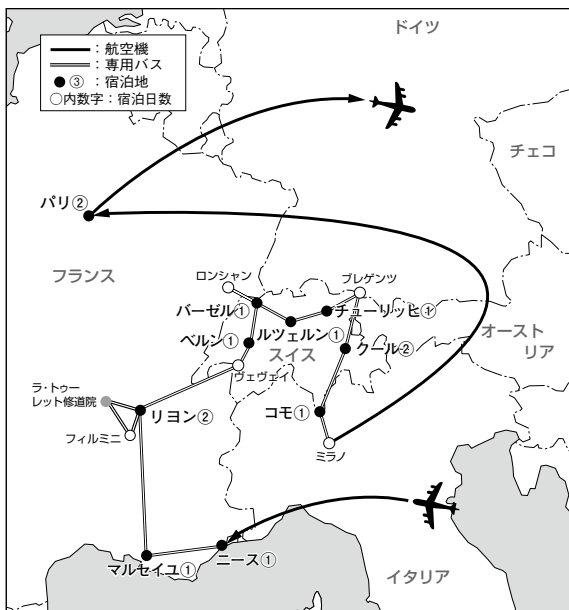 ドイツ
：航空機
：専用バス
● ③：宿泊地
○内数字：宿泊日数
チェコ
パリ②
フランス
ロンシャン
ブレゲンツ
バーゼル①
チューリッヒ①
オースト
リア
ベルン①
ルツェルン①
スイス
クール②
ヴェヴェイ
ラ・トゥー
レット修道院
リヨン②
コモ①
フィルミニ
ミラノ
マルセイユ①
ニース①
イタリア